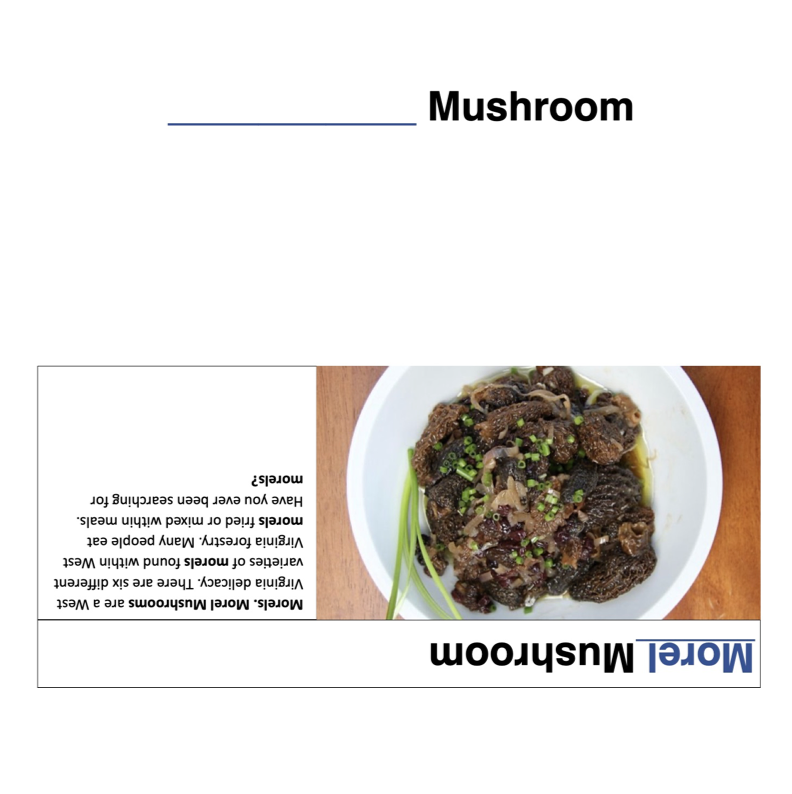 Mushroom
Morel Mushroom
Morels. Morel Mushrooms are a West
Virginia delicacy. There are six different
varieties of morels found within West
Virginia forestry. Many people eat
morels fried or mixed within meals.
Have you ever been searching for
morels?